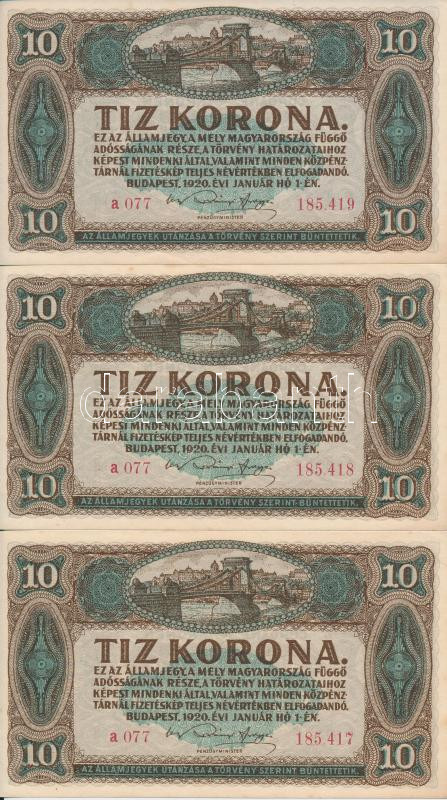 10 10
TIZ KORONA.
EZ AZ ÁLLAMJEGY, A MELY MAGYARORSZÁG FÜGGŐ
ADÓSSÁGÁNAK RÉSZE, A TÖRVÉNY HATÁROZATAIHOZ
KÉPEST MINDENKI ÁLTAL, VALAMINT MINDEN KÖZPÉNZ-
TÁRNÁL FIZETÉSKÉP TELJES NÉVÉRTÉKBEN ELFOGADANDÓ.
BUDAPEST, 1920. ÉVI JANUÁR HÓ 1-ÉN.
a 077 185.419
PÉNZÜGYMINISTER
10 10
AZ ÁLLAMJEGYEK UTÁNZÁSA A TÖRVÉNY SZERINT BÜNTETTETIK.
10 10
TIZ KORONA.
EZ AZ ÁLLAMJEGY, A MELY MAGYARORSZÁG FÜGGŐ
ADÓSSÁGÁNAK RÉSZE, A TÖRVÉNY HATÁROZATAIHOZ
KÉPEST MINDENKI ÁLTAL, VALAMINT MINDEN KÖZPÉNZ-
TÁRNÁL FIZETÉSKÉP TELJES NÉVÉRTÉKBEN ELFOGADANDÓ.
BUDAPEST, 1920. ÉVI JANUÁR HÓ 1-ÉN.
a 077 185.418
PÉNZÜGYMINISTER
10 10
AZ ÁLLAMJEGYEK UTÁNZÁSA A TÖRVÉNY SZERINT BÜNTETTETIK.
10 10
TIZ KORONA.
EZ AZ ÁLLAMJEGY, A MELY MAGYARORSZÁG FÜGGŐ
ADÓSSÁGÁNAK RÉSZE, A TÖRVÉNY HATÁROZATAIHOZ
KÉPEST MINDENKI ÁLTAL, VALAMINT MINDEN KÖZPÉNZ-
TÁRNÁL FIZETÉSKÉP TELJES NÉVÉRTÉKBEN ELFOGADANDÓ.
BUDAPEST, 1920. ÉVI JANUÁR HÓ 1-ÉN.
a 077 185.417
PÉNZÜGYMINISTER
10 10
AZ ÁLLAMJEGYEK UTÁNZÁSA A TÖRVÉNY SZERINT BÜNTETTETIK.